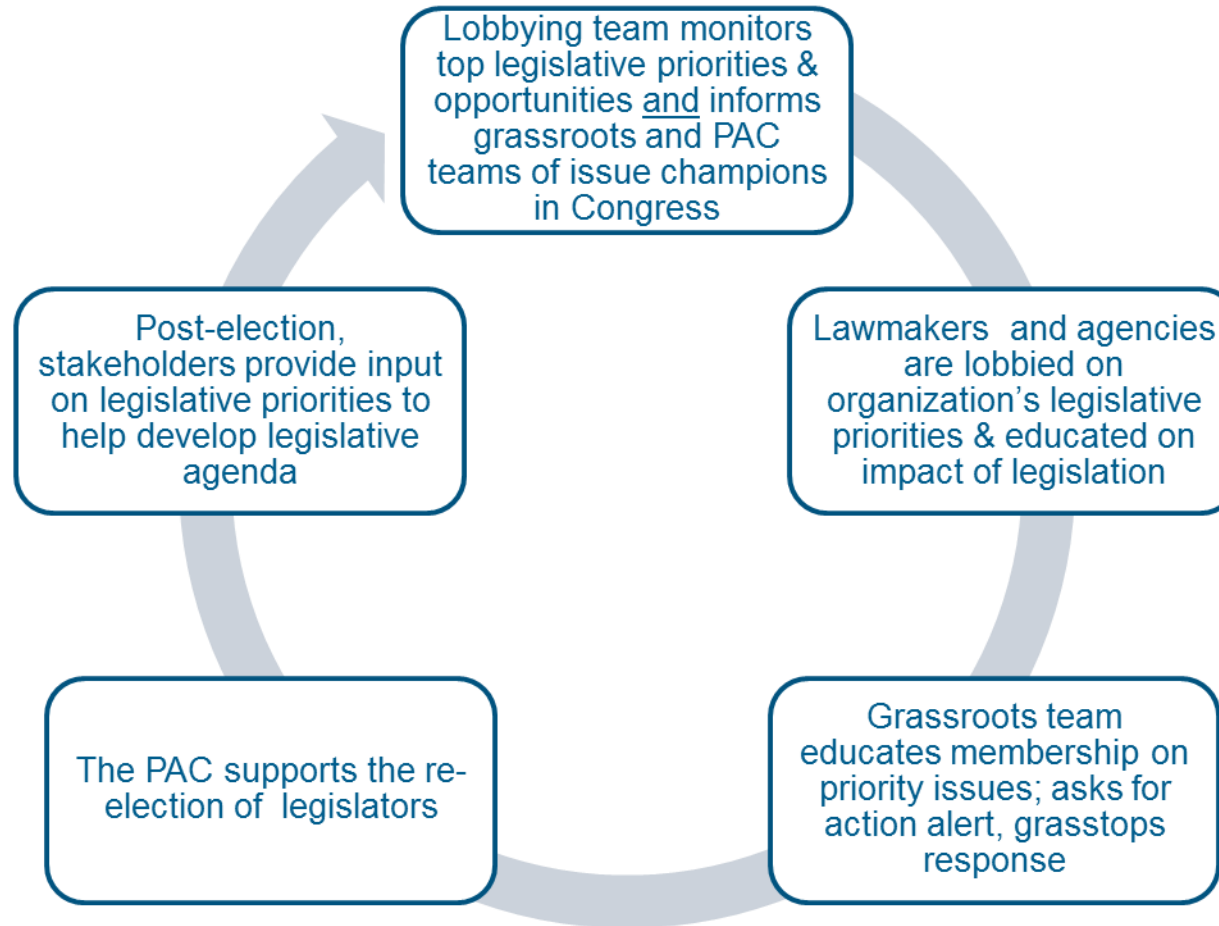 Lobbying team monitors
top legislative priorities &
opportunities and informs
grassroots and PAC
teams of issue champions
in Congress
Lawmakers  and agencies
are lobbied on
organization’s legislative
priorities & educated on
impact of legislation
Grassroots team
educates membership on
priority issues; asks for
action alert, grasstops
response
The PAC supports the re-
election of  legislators
Post-election,
stakeholders provide input
on legislative priorities to
help develop legislative
agenda